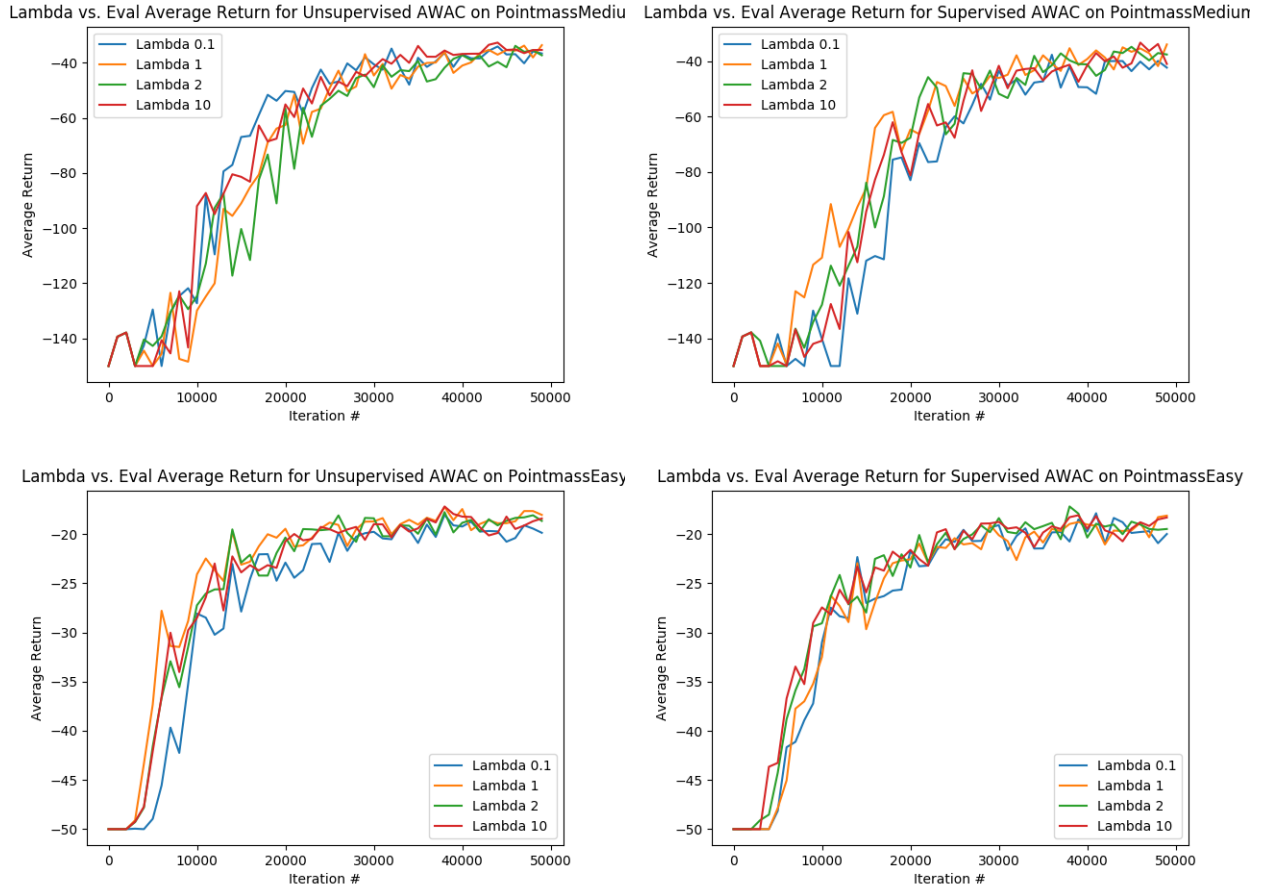 Lambda vs. Eval Average Return for Unsupervised AWAC on PointmassMediu
Lambda 0.1
Lambda 1
Lambda 2
Lambda 10
Average Return
−40
−60
−80
−100
−120
−140
0 10000 20000 30000 40000 50000
Iteration #
Lambda vs. Eval Average Return for Supervised AWAC on PointmassMedium
Lambda 0.1
Lambda 1
Lambda 2
Lambda 10
Average Return
−40
−60
−80
−100
−120
−140
0 10000 20000 30000 40000 50000
Iteration #
Lambda vs. Eval Average Return for Unsupervised AWAC on PointmassEasy
Average Return
−20
−25
−30
−35
−40
−45
−50
Lambda 0.1
Lambda 1
Lambda 2
Lambda 10
0 10000 20000 30000 40000 50000
Iteration #
Lambda vs. Eval Average Return for Supervised AWAC on PointmassEasy
Average Return
−20
−25
−30
−35
−40
−45
−50
Lambda 0.1
Lambda 1
Lambda 2
Lambda 10
0 10000 20000 30000 40000 50000
Iteration #